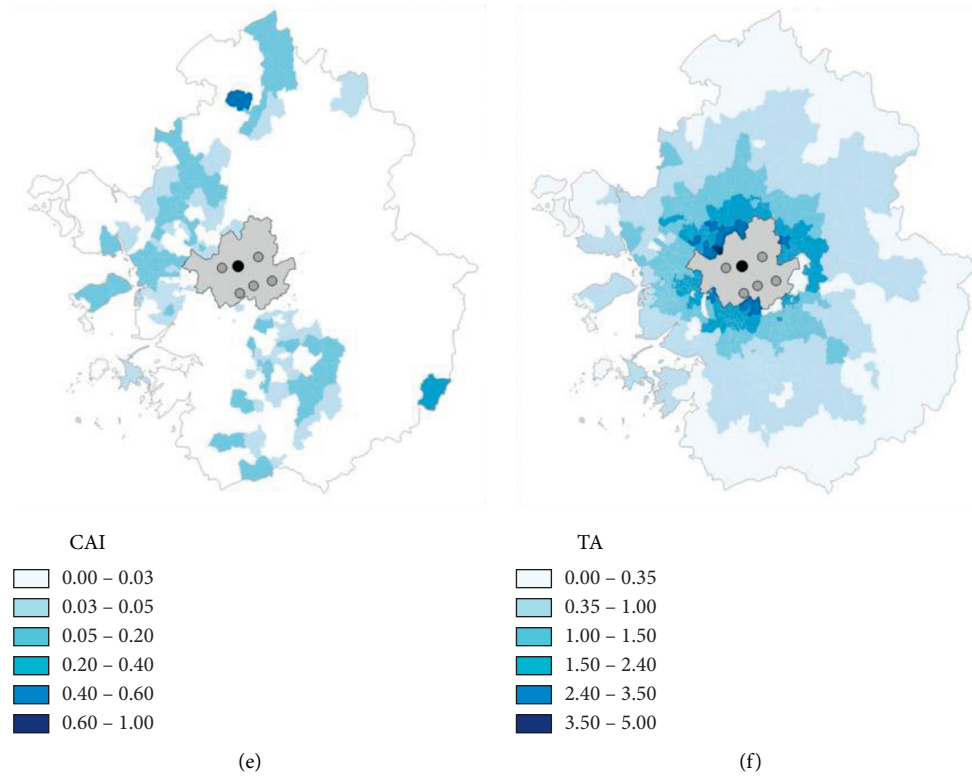 CAI
0.00 – 0.03
0.03 – 0.05
0.05 – 0.20
0.20 – 0.40
0.40 – 0.60
0.60 – 1.00
(e)
TA
0.00 – 0.35
0.35 – 1.00
1.00 – 1.50
1.50 – 2.40
2.40 – 3.50
3.50 – 5.00
(f)